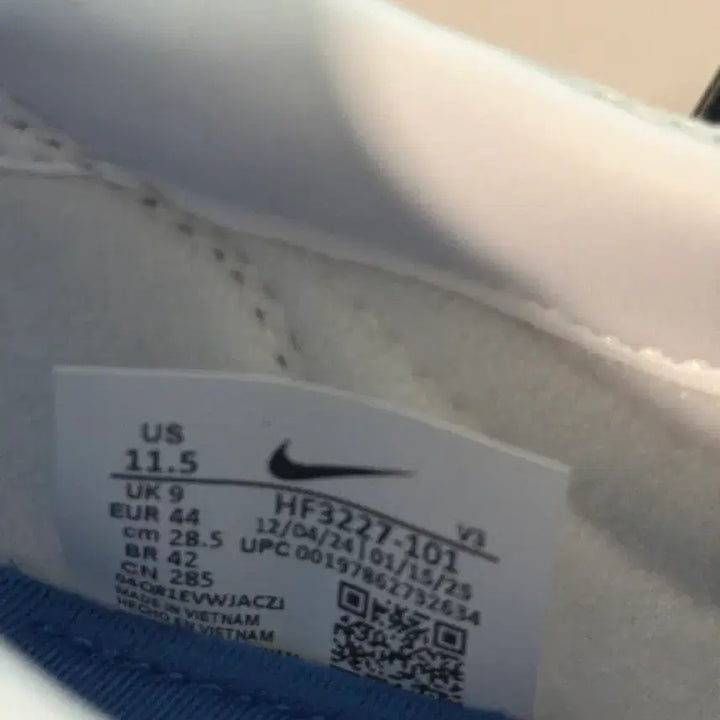 US
11.5
UK 9
EUR 44
cm 28.5
BR 42
CN 285
HF3227-101
V3
12/04/24 | 01/15/25
UPC 00197862732634
MADE IN VIETNAM
HECHO EN VIETNAM